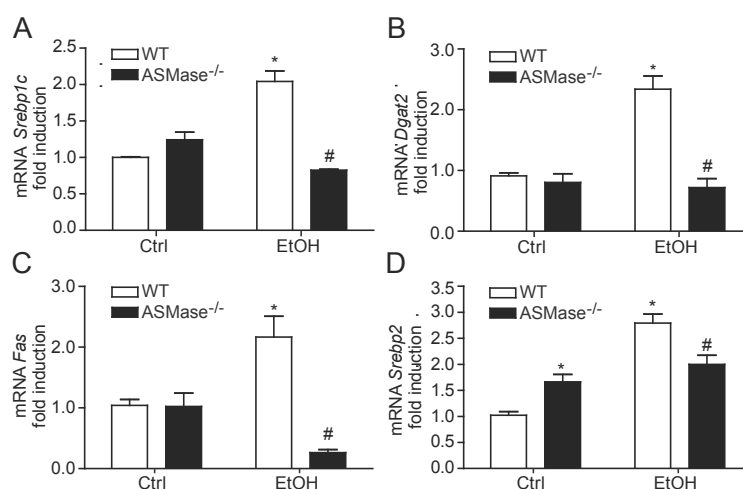 A
WT
ASMase-/-
mRNA Srebp1c
fold induction
2.5
2.0
1.5
1.0
0.5
0.0
*
#
Ctrl
EtOH
B
WT
ASMase-/-
mRNA Dgat2
fold induction
3.0
2.0
1.0
0.0
*
#
Ctrl
EtOH
C
WT
ASMase-/-
mRNA Fas
fold induction
3.0
2.0
1.0
0.0
*
#
Ctrl
EtOH
D
WT
ASMase-/-
mRNA Srebp2
fold induction
3.5
3.0
2.5
2.0
1.5
1.0
0.5
0.0
*
*
#
Ctrl
EtOH